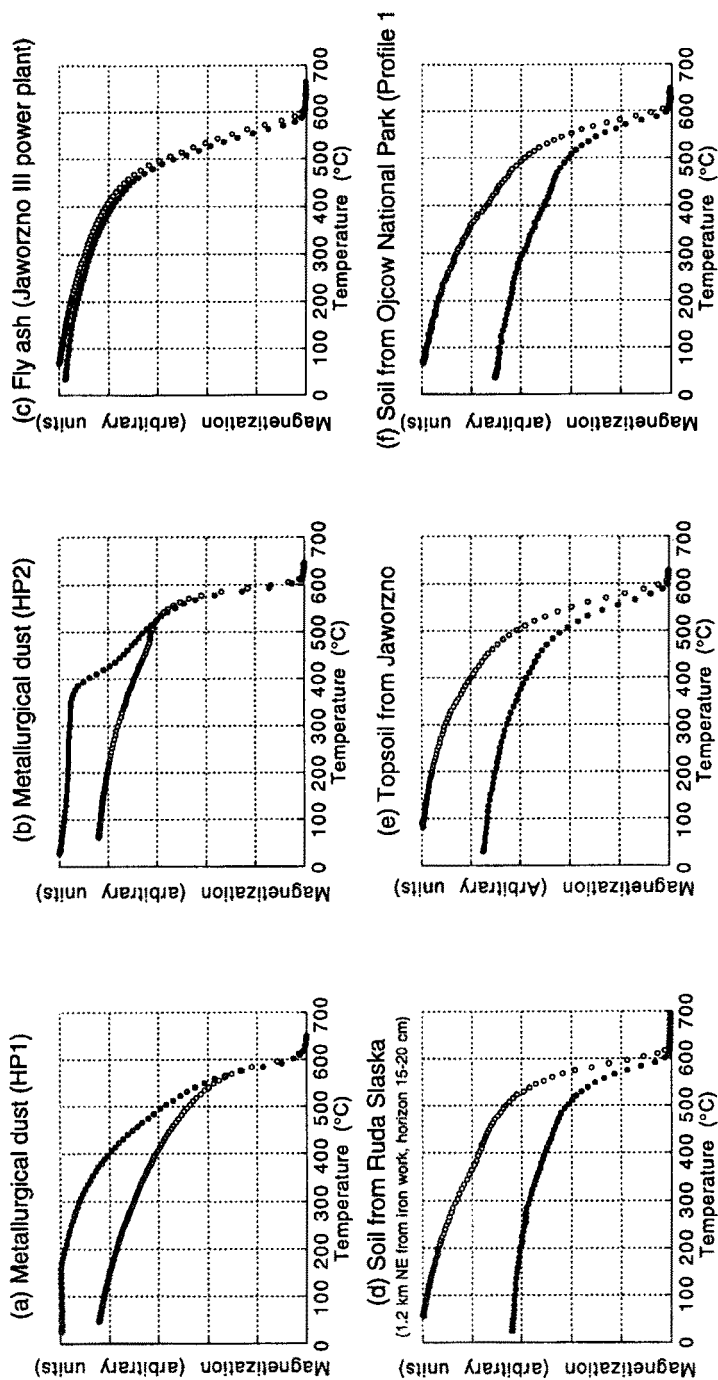 (a) Metallurgical dust (HP1)
Magnetization (arbitrary units)
0 100 200 300 400 500 600 700
Temperature (°C)
(b) Metallurgical dust (HP2)
Magnetization (arbitrary units)
0 100 200 300 400 500 600 700
Temperature (°C)
(c) Fly ash (Jaworzno III power plant)
Magnetization (arbitrary units)
0 100 200 300 400 500 600 700
Temperature (°C)
(d) Soil from Ruda Slaska
(1.2 km NE from iron work, horizon 15-20 cm)
Magnetization (arbitrary units)
0 100 200 300 400 500 600 700
Temperature (°C)
(e) Topsoil from Jaworzno
Magnetization (Arbitrary units)
0 100 200 300 400 500 600 700
Temperature (°C)
(f) Soil from Ojcow National Park (Profile 1
Magnetization (arbitrary units)
0 100 200 300 400 500 600 700
Temperature (°C)